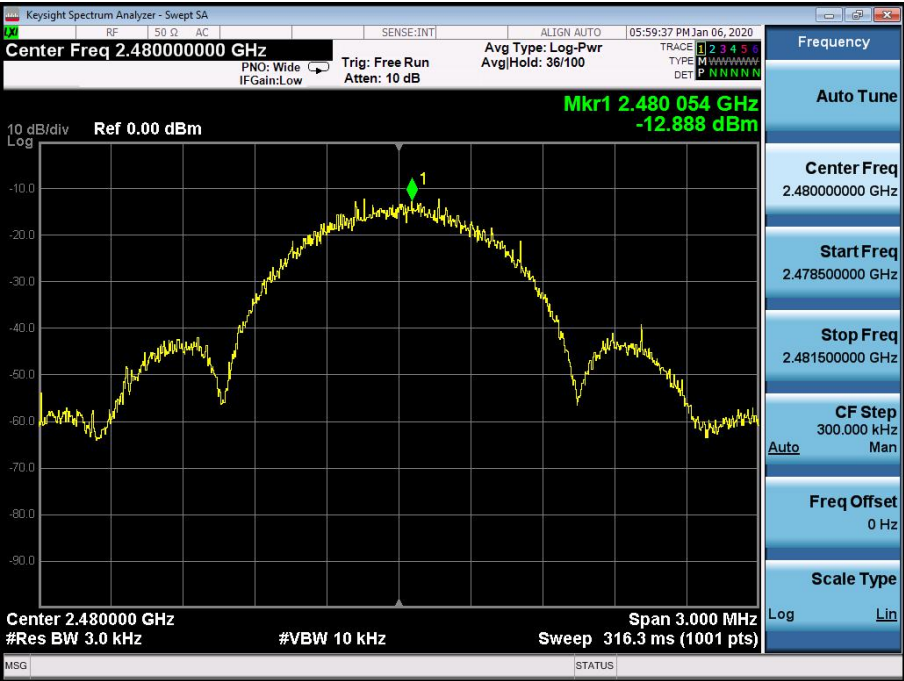 Keysight Spectrum Analyzer - Swept SA
LXI RF 50 Ω AC SENSE:INT ALIGN AUTO 05:59:37 PM Jan 06, 2020
Center Freq 2.480000000 GHz
PNO: Wide
IFGain:Low
Trig: Free Run
Atten: 10 dB
Avg Type: Log-Pwr
Avg|Hold: 36/100
TRACE 1 2 3 4 5 6
TYPE M WWWWW
DET P N N N N N
Mkr1 2.480 054 GHz
-12.888 dBm
10 dB/div Ref 0.00 dBm
Log
1
-10.0
-20.0
-30.0
-40.0
-50.0
-60.0
-70.0
-80.0
-90.0
Center 2.480000 GHz Span 3.000 MHz
#Res BW 3.0 kHz #VBW 10 kHz Sweep 316.3 ms (1001 pts)
MSG STATUS
Frequency
Auto Tune
Center Freq
2.480000000 GHz
Start Freq
2.478500000 GHz
Stop Freq
2.481500000 GHz
CF Step
300.000 kHz
Auto Man
Freq Offset
0 Hz
Scale Type
Log Lin